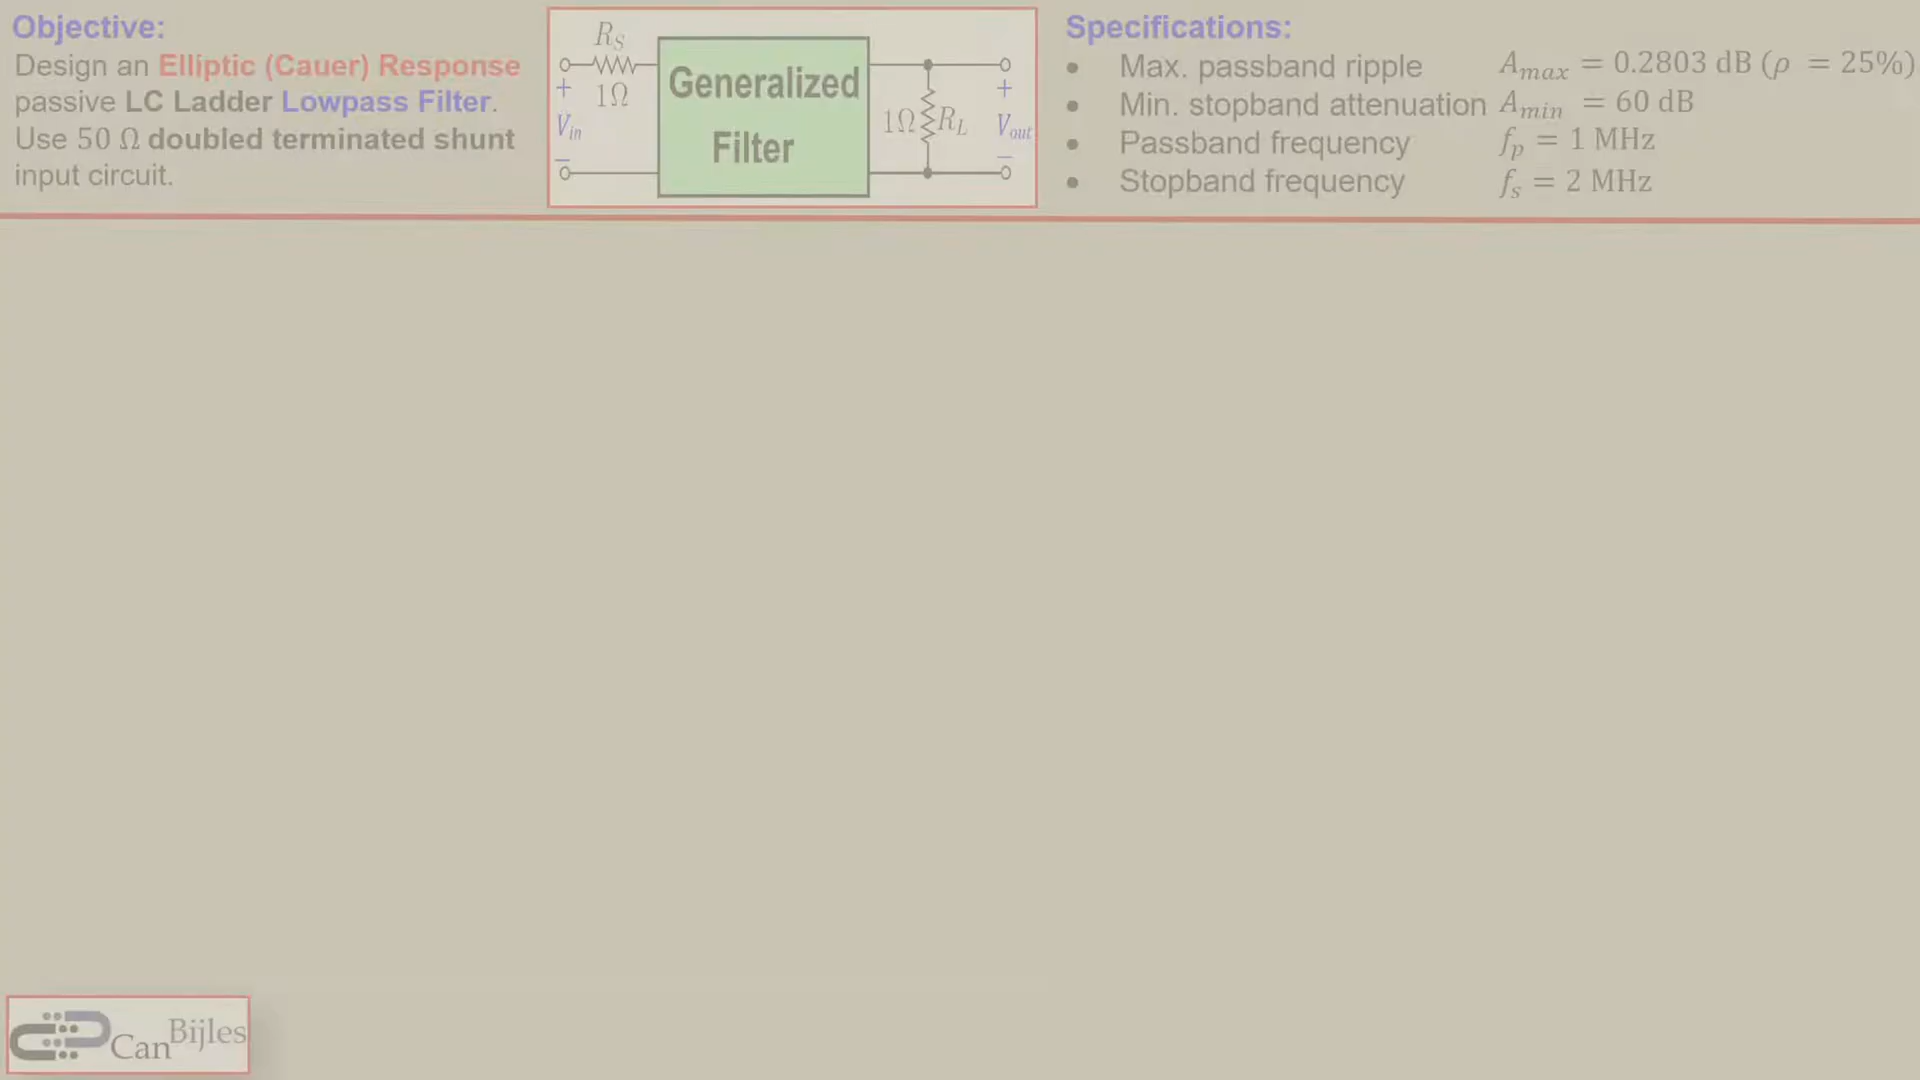 Objective:
Design an Elliptic (Cauer) Response
passive LC Ladder Lowpass Filter.
Use 50 Ω doubled terminated shunt
input circuit.
R_S
1Ω
+
V_in
−
Generalized
Filter
1Ω R_L
+
V_out
−
Specifications:
• Max. passband ripple A_max = 0.2803 dB (ρ = 25%)
• Min. stopband attenuation A_min = 60 dB
• Passband frequency f_p = 1 MHz
• Stopband frequency f_s = 2 MHz
CanBijles